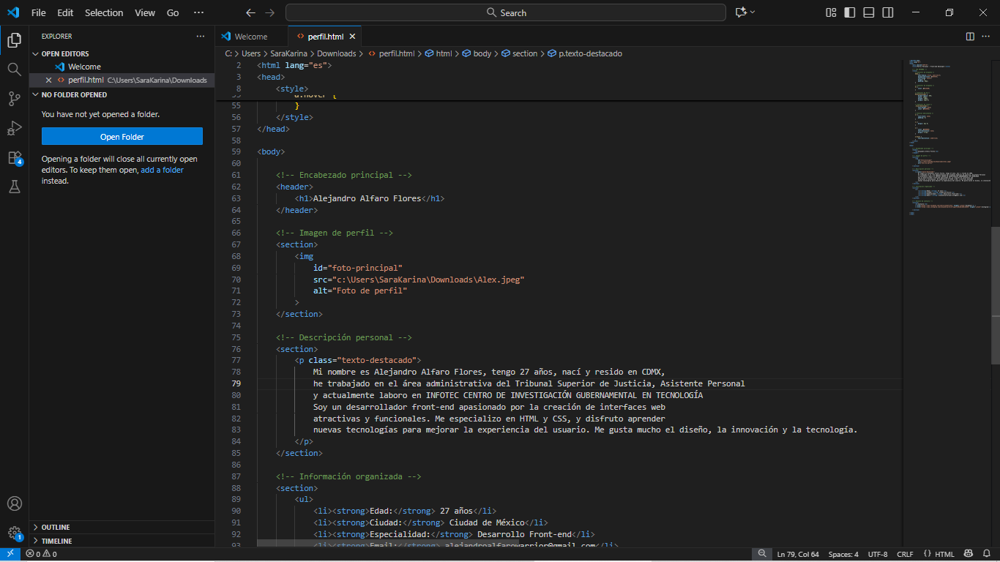 File Edit Selection View Go ··· Search
EXPLORER ···
Welcome perfil.html
C: > Users > SaraKarina > Downloads > perfil.html > html > body > section > p.texto-destacado
OPEN EDITORS
Welcome
perfil.html C:\Users\SaraKarina\Downloads
NO FOLDER OPENED
You have not yet opened a folder.
Open Folder
Opening a folder will close all currently open
editors. To keep them open, add a folder
instead.
4
1
OUTLINE
TIMELINE
2 <html lang="es">
3 <head>
8 <style>
55 }
56 </style>
57 </head>
58
59 <body>
60
61 <!-- Encabezado principal -->
62 <header>
63 <h1>Alejandro Alfaro Flores</h1>
64 </header>
65
66 <!-- Imagen de perfil -->
67 <section>
68 <img
69 id="foto-principal"
70 src="c:\Users\SaraKarina\Downloads\Alex.jpeg"
71 alt="Foto de perfil"
72 >
73 </section>
74
75 <!-- Descripción personal -->
76 <section>
77 <p class="texto-destacado">
78 Mi nombre es Alejandro Alfaro Flores, tengo 27 años, nací y resido en CDMX,
79 he trabajado en el área administrativa del Tribunal Superior de Justicia, Asistente Personal
80 y actualmente laboro en INFOTEC CENTRO DE INVESTIGACIÓN GUBERNAMENTAL EN TECNOLOGÍA
81 Soy un desarrollador front-end apasionado por la creación de interfaces web
82 atractivas y funcionales. Me especializo en HTML y CSS, y disfruto aprender
83 nuevas tecnologías para mejorar la experiencia del usuario. Me gusta mucho el diseño, la innovación y la tecnología.
84 </p>
85 </section>
86
87 <!-- Información organizada -->
88 <section>
89 <ul>
90 <li><strong>Edad:</strong> 27 años</li>
91 <li><strong>Ciudad:</strong> Ciudad de México</li>
92 <li><strong>Especialidad:</strong> Desarrollo Front-end</li>
93 <li><strong>Email:</strong> alejandroalfarowarrior@gmail.com</li>
0 0 Ln 79, Col 64 Spaces: 4 UTF-8 CRLF {} HTML